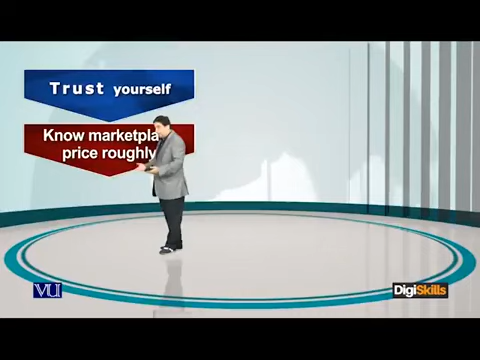 Trust yourself
Know marketpla
price roughly
VU
DigiSkills